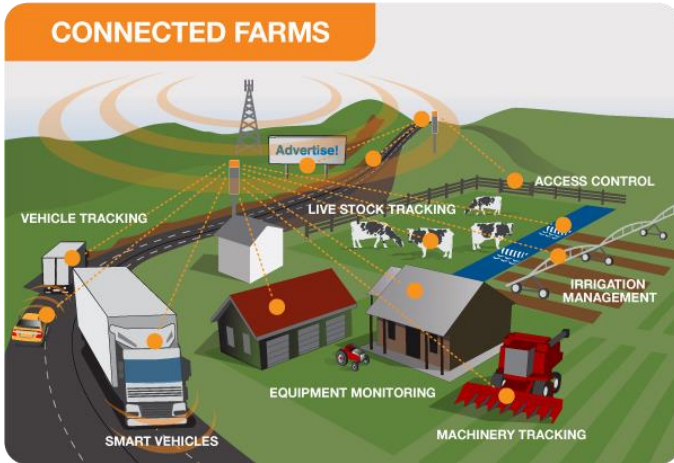 CONNECTED FARMS
Advertise!
ACCESS CONTROL
VEHICLE TRACKING
LIVE STOCK TRACKING
IRRIGATION
MANAGEMENT
EQUIPMENT MONITORING
SMART VEHICLES
MACHINERY TRACKING